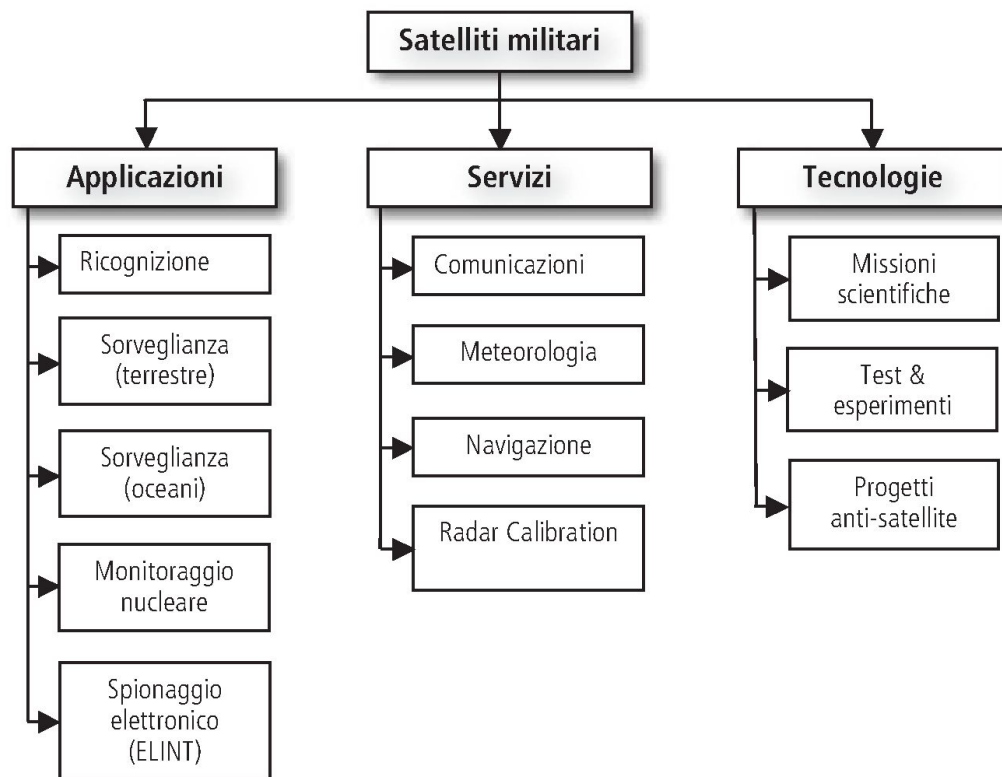 Satelliti militari
Applicazioni
Ricognizione
Sorveglianza
(terrestre)
Sorveglianza
(oceani)
Monitoraggio
nucleare
Spionaggio
elettronico
(ELINT)
Servizi
Comunicazioni
Meteorologia
Navigazione
Radar Calibration
Tecnologie
Missioni
scientifiche
Test &
esperimenti
Progetti
anti-satellite